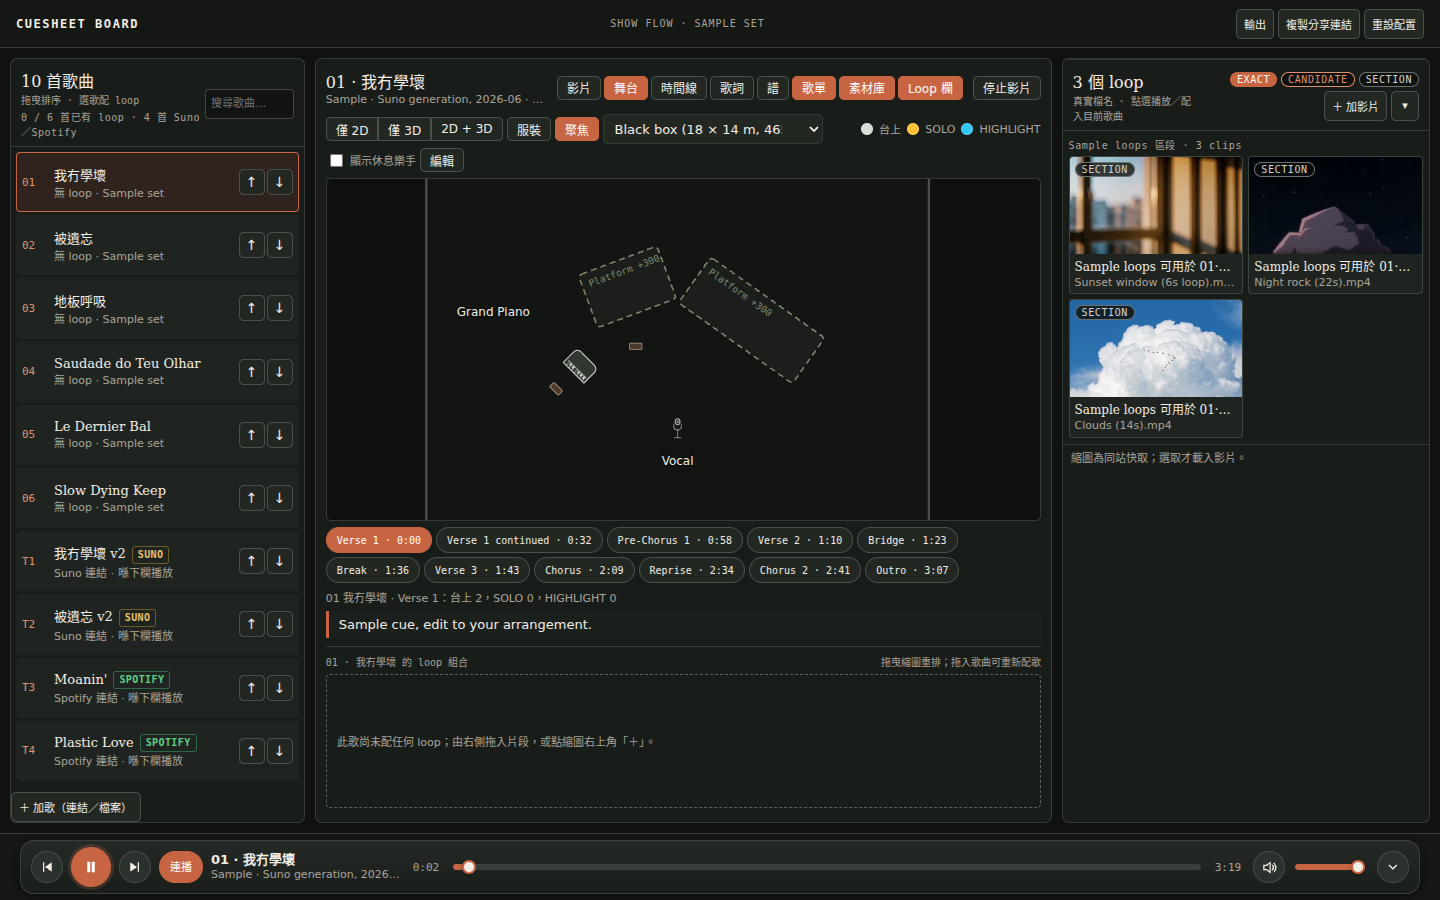 CUESHEET BOARD
SHOW FLOW · SAMPLE SET
輸出
複製分享連結
重設配置
10 首歌曲
拖曳排序 · 選歌配 loop
0 / 6 首已有 loop · 4 首 Suno
／Spotify
搜尋歌曲…
01
我冇學壞
無 loop · Sample set
↑ ↓
02
被遺忘
無 loop · Sample set
↑ ↓
03
地板呼吸
無 loop · Sample set
↑ ↓
04
Saudade do Teu Olhar
無 loop · Sample set
↑ ↓
05
Le Dernier Bal
無 loop · Sample set
↑ ↓
06
Slow Dying Keep
無 loop · Sample set
↑ ↓
T1
我冇學壞 v2 SUNO
Suno 連結 · 喺下欄播放
↑ ↓
T2
被遺忘 v2 SUNO
Suno 連結 · 喺下欄播放
↑ ↓
T3
Moanin' SPOTIFY
Spotify 連結 · 喺下欄播放
↑ ↓
T4
Plastic Love SPOTIFY
Spotify 連結 · 喺下欄播放
↑ ↓
＋ 加歌（連結／檔案）
01 · 我冇學壞
Sample · Suno generation, 2026-06 · …
影片 舞台 時間線 歌詞 譜 歌單 素材庫 Loop 欄 停止影片
僅 2D 僅 3D 2D + 3D 服裝 聚焦 Black box (18 × 14 m, 46 台上 SOLO HIGHLIGHT
顯示休息樂手 編輯
Platform +300
Platform +300
Grand Piano
Vocal
Verse 1 · 0:00 Verse 1 continued · 0:32 Pre-Chorus 1 · 0:58 Verse 2 · 1:10 Bridge · 1:23
Break · 1:36 Verse 3 · 1:43 Chorus · 2:09 Reprise · 2:34 Chorus 2 · 2:41 Outro · 3:07
01 我冇學壞 · Verse 1：台上 2，SOLO 0，HIGHLIGHT 0
Sample cue, edit to your arrangement.
01 · 我冇學壞 的 loop 組合
拖曳縮圖重排；拖入歌曲可重新配歌
此歌尚未配任何 loop；由右側拖入片段，或點縮圖右上角「＋」。
3 個 loop
真實檔名 · 點選播放／配
入目前歌曲
EXACT CANDIDATE SECTION
＋ 加影片 ▾
Sample loops 區段 · 3 clips
SECTION
Sample loops 可用於 01·…
Sunset window (6s loop).m…
SECTION
Sample loops 可用於 01·…
Night rock (22s).mp4
SECTION
Sample loops 可用於 01·…
Clouds (14s).mp4
縮圖為同站快取；選取才載入影片。
連播
01 · 我冇學壞
Sample · Suno generation, 2026…
0:02
3:19